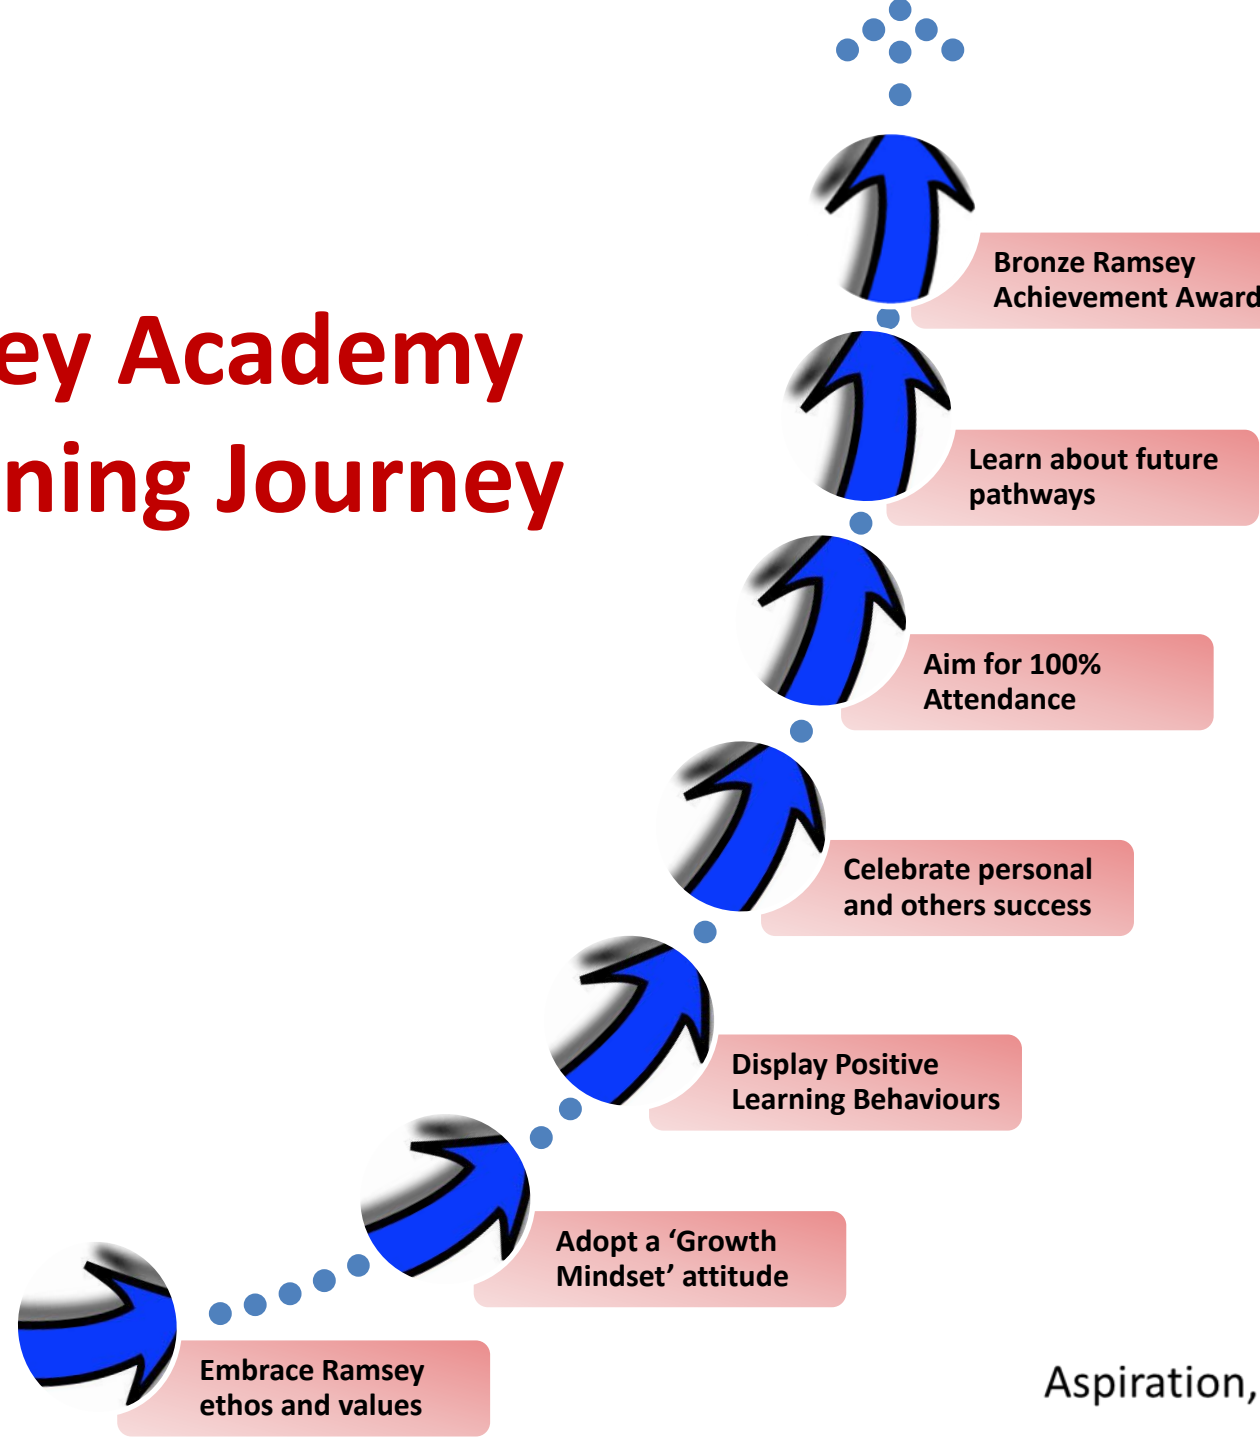 ey Academy
ning Journey
Bronze Ramsey
Achievement Award
Learn about future
pathways
Aim for 100%
Attendance
Celebrate personal
and others success
Display Positive
Learning Behaviours
Adopt a ‘Growth
Mindset’ attitude
Embrace Ramsey
ethos and values
Aspiration,